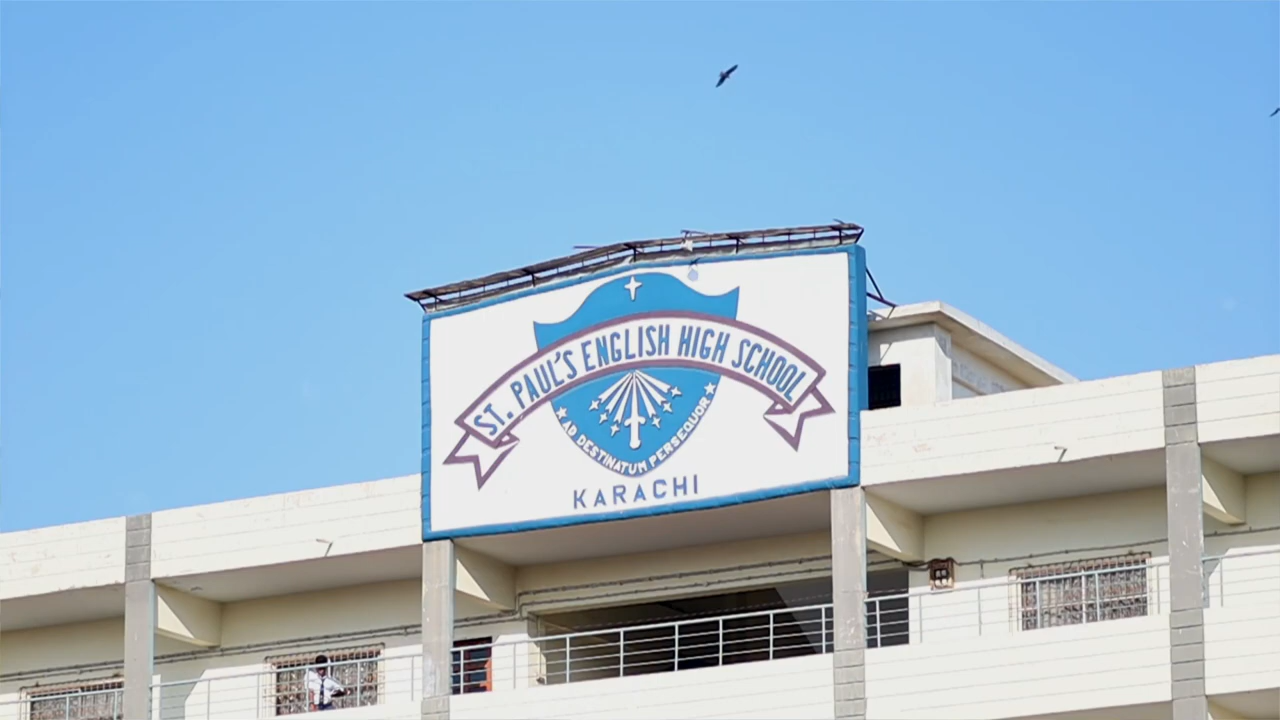 ST. PAUL'S ENGLISH HIGH SCHOOL
AD DESTINATUM PERSEQUOR
KARACHI